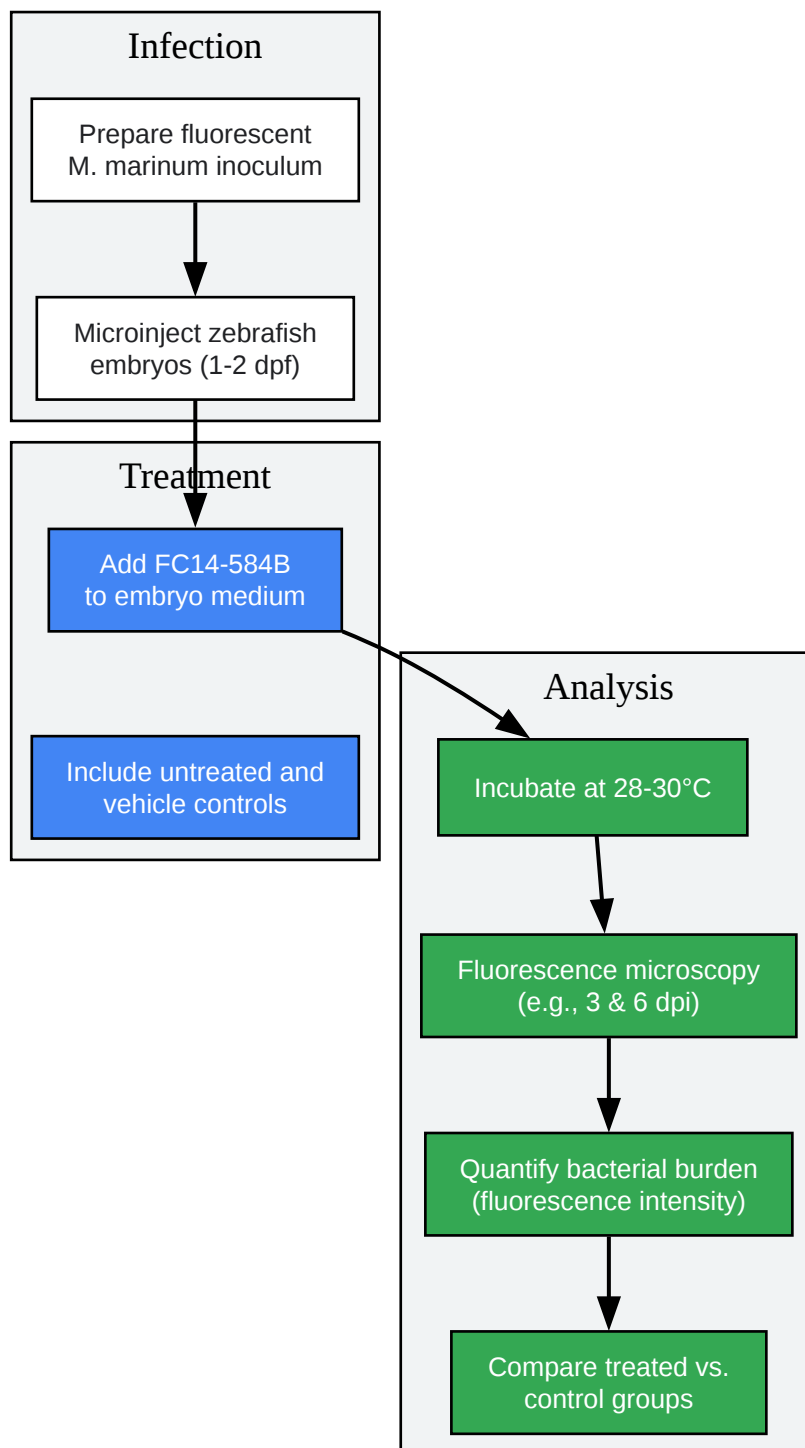 Infection
Prepare fluorescent
M. marinum inoculum
Microinject zebrafish
embryos (1-2 dpf)
Treatment
Add FC14-584B
to embryo medium
Include untreated and
vehicle controls
Analysis
Incubate at 28-30°C
Fluorescence microscopy
(e.g., 3 & 6 dpi)
Quantify bacterial burden
(fluorescence intensity)
Compare treated vs.
control groups